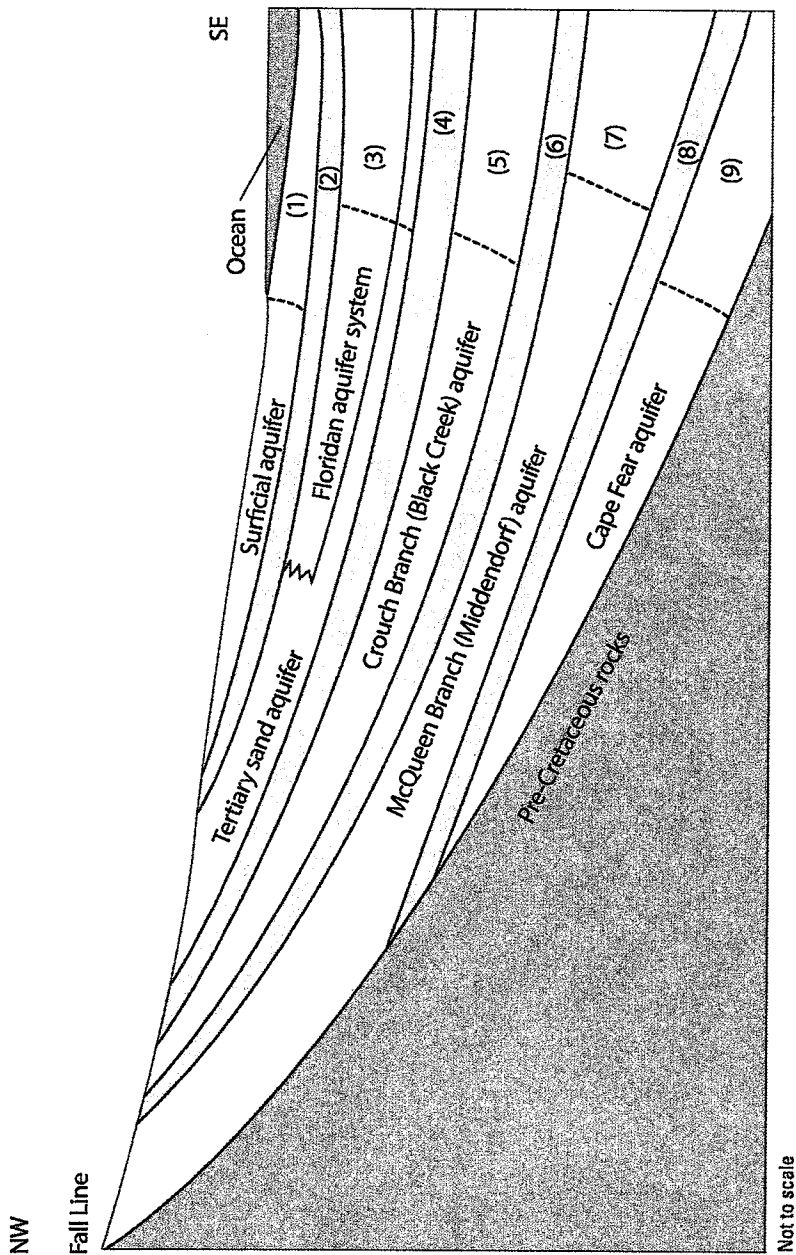 NW
SE
Fall Line
Ocean
Surficial aquifer
(1)
(2)
Tertiary sand aquifer
Floridan aquifer system
(3)
(4)
Crouch Branch (Black Creek) aquifer
(5)
(6)
McQueen Branch (Middendorf) aquifer
(7)
(8)
Cape Fear aquifer
(9)
Pre-Cretaceous rocks
Not to scale